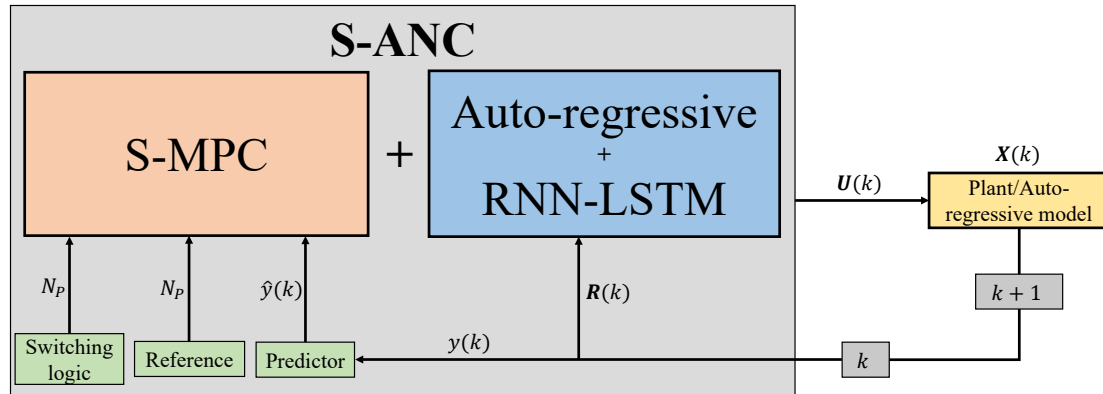 S-ANC
S-MPC
+
Auto-regressive
+
RNN-LSTM
X(k)
U(k)
Plant/Auto-
regressive model
N_P
N_P
ŷ(k)
R(k)
k + 1
Switching
logic
Reference
Predictor
y(k)
k